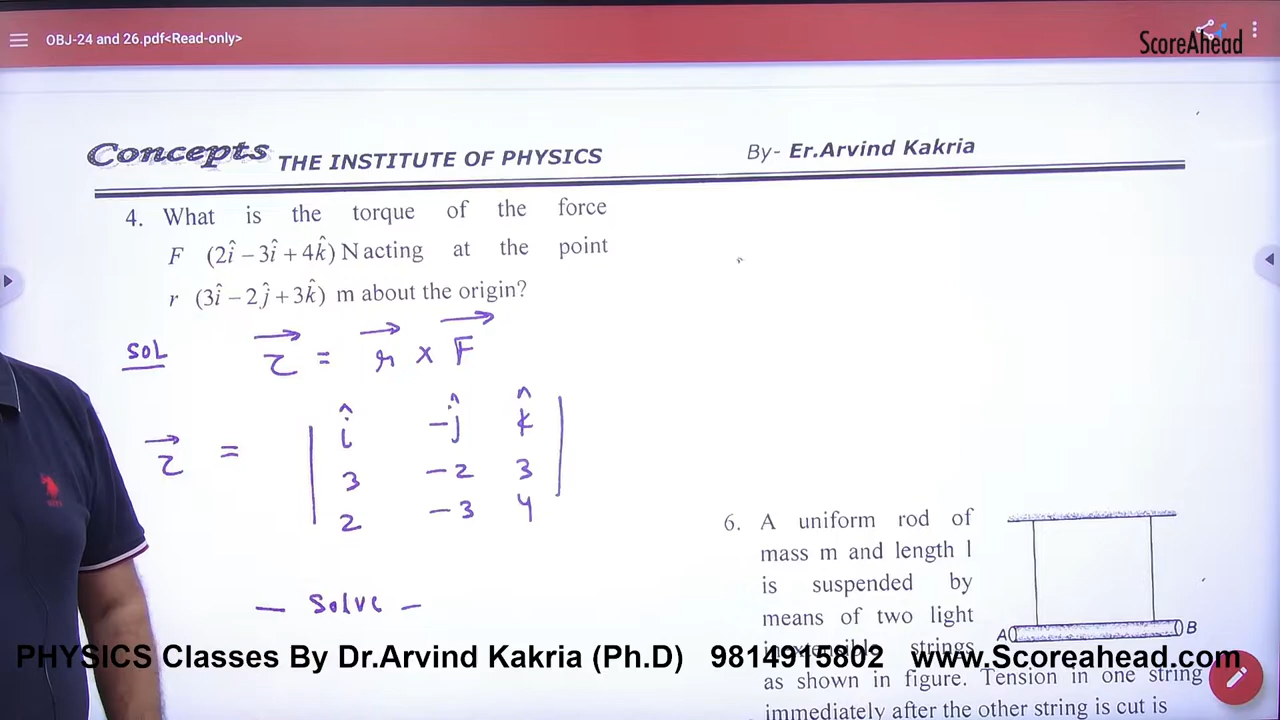 OBJ-24 and 26.pdf<Read-only>
ScoreAhead
Concepts THE INSTITUTE OF PHYSICS
By- Er.Arvind Kakria
4. What is the torque of the force
F (2î − 3î + 4k̂) N acting at the point
r (3î − 2ĵ + 3k̂) m about the origin?
SOL
τ⃗ = r⃗ × F⃗
τ⃗ = | î -ĵ k̂ |
3 -2 3
2 -3 4
— Solve —
6. A uniform rod of
mass m and length l
is suspended by
means of two light
inextensible strings
as shown in figure. Tension in one string
immediately after the other string is cut is
A B
PHYSICS Classes By Dr.Arvind Kakria (Ph.D) 9814915802 www.Scoreahead.com